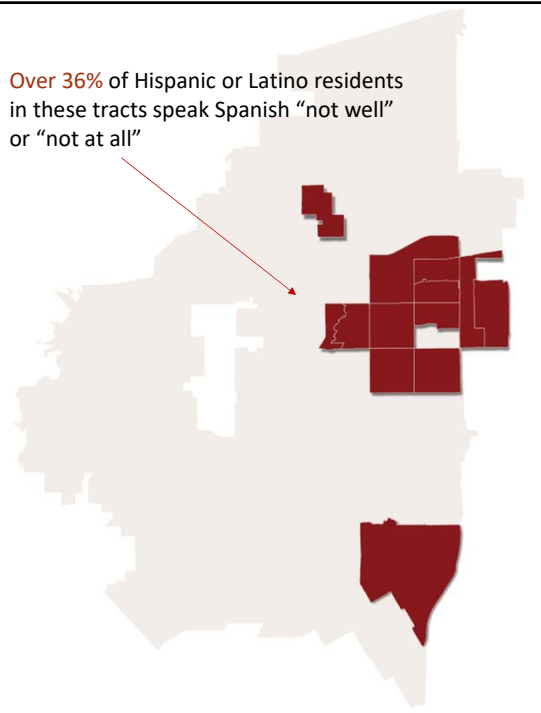 Over 36% of Hispanic or Latino residents
in these tracts speak Spanish “not well”
or “not at all”